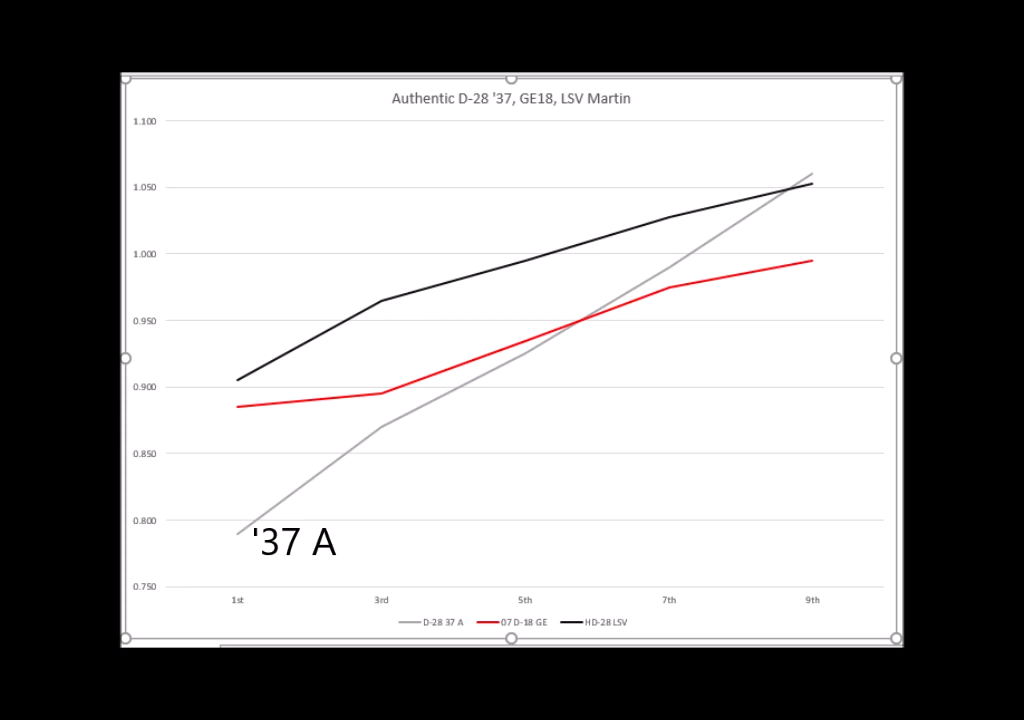 Authentic D-28 '37, GE18, LSV Martin
1.100
1.050
1.000
0.950
0.900
0.850
0.800
'37 A
0.750
1st 3rd 5th 7th 9th
D-28 37 A 07 D-18 GE HD-28 LSV